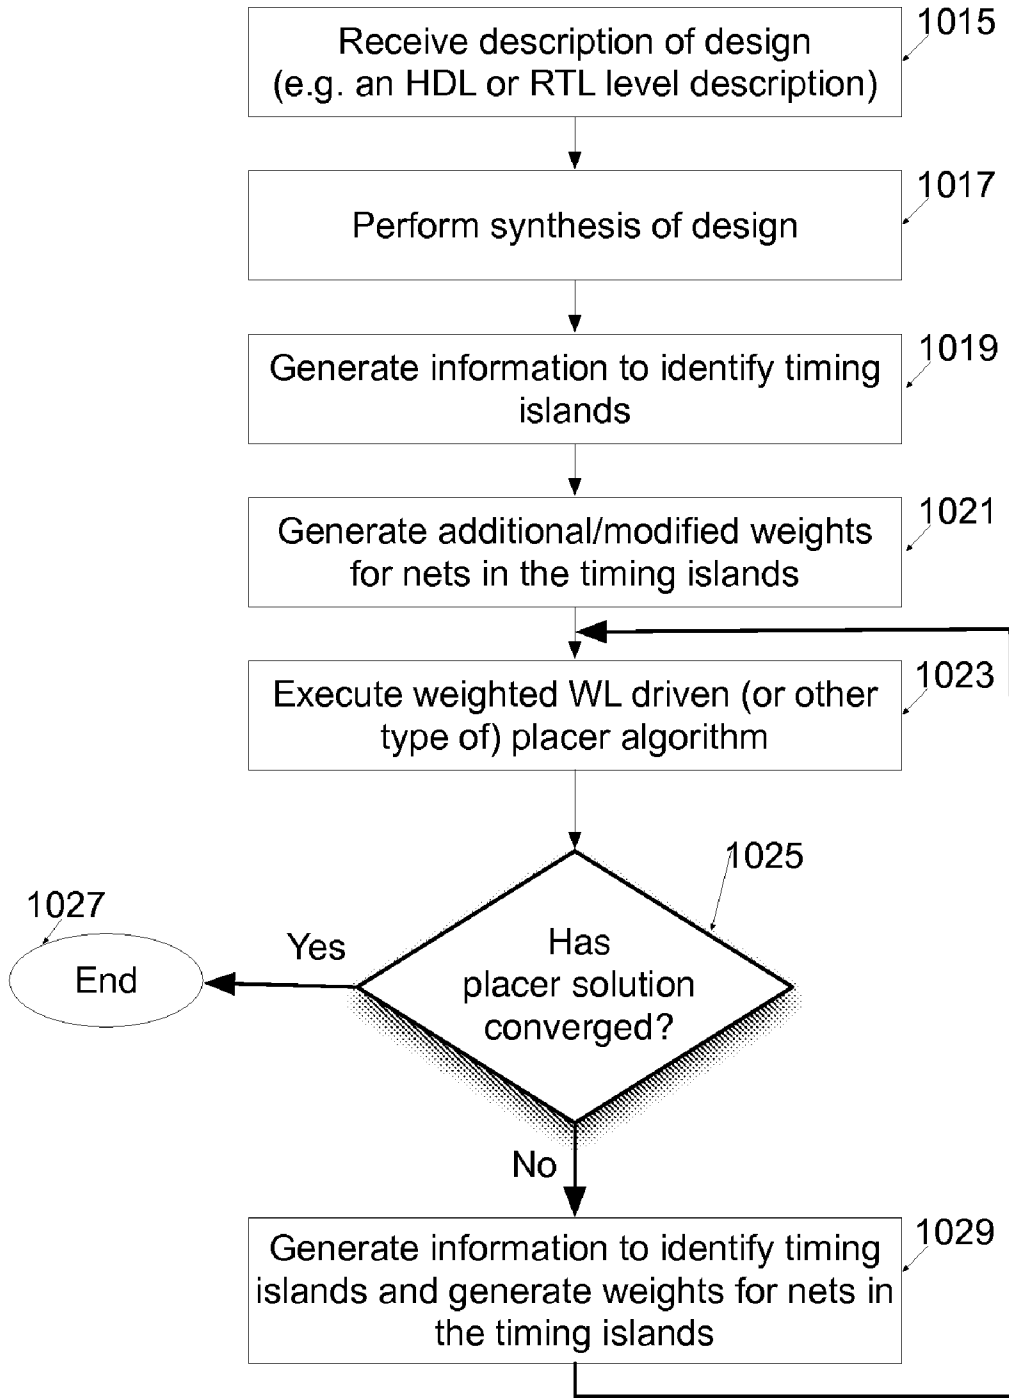 Receive description of design
(e.g. an HDL or RTL level description)
1015
Perform synthesis of design
1017
Generate information to identify timing
islands
1019
Generate additional/modified weights
for nets in the timing islands
1021
Execute weighted WL driven (or other
type of) placer algorithm
1023
Has
placer solution
converged?
1025
Yes
1027
End
No
Generate information to identify timing
islands and generate weights for nets in
the timing islands
1029